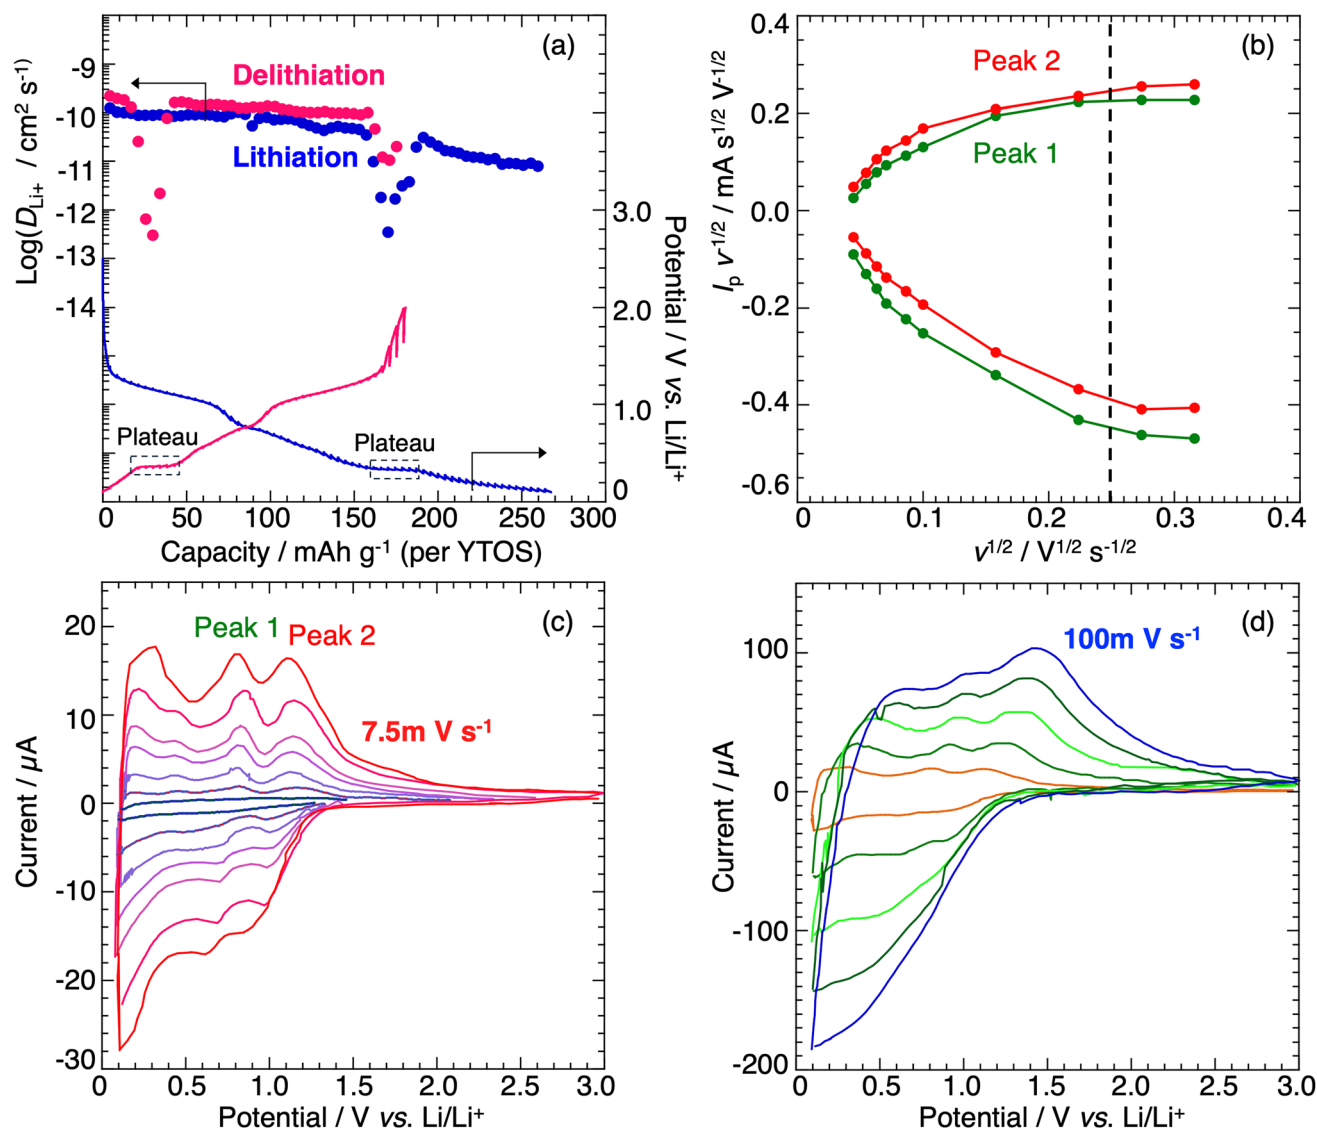 (a)
Delithiation
Lithiation
Log(D_Li+ / cm² s⁻¹)
-9
-10
-11
-12
-13
-14
3.0
2.0
1.0
0
Potential / V vs. Li/Li⁺
Plateau
Plateau
0 50 100 150 200 250 300
Capacity / mAh g⁻¹ (per YTOS)
(b)
Peak 2
Peak 1
I_p v⁻¹/² / mA s¹/² V⁻¹/²
0.4
0.2
0.0
-0.2
-0.4
-0.6
0 0.1 0.2 0.3 0.4
v¹/² / V¹/² s⁻¹/²
(c)
Peak 1 Peak 2
7.5m V s⁻¹
Current / μA
20
10
0
-10
-20
-30
0 0.5 1.0 1.5 2.0 2.5 3.0
Potential / V vs. Li/Li⁺
(d)
100m V s⁻¹
Current / μA
100
0
-100
-200
0 0.5 1.0 1.5 2.0 2.5 3.0
Potential / V vs. Li/Li⁺